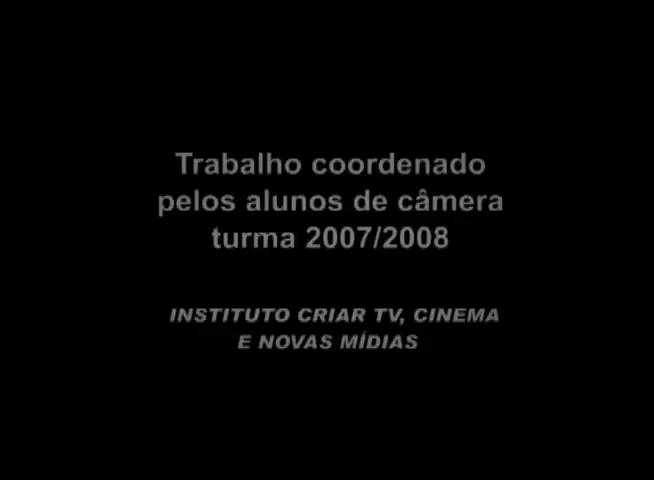 Trabalho coordenado
pelos alunos de câmera
turma 2007/2008
INSTITUTO CRIAR TV, CINEMA
E NOVAS MÍDIAS